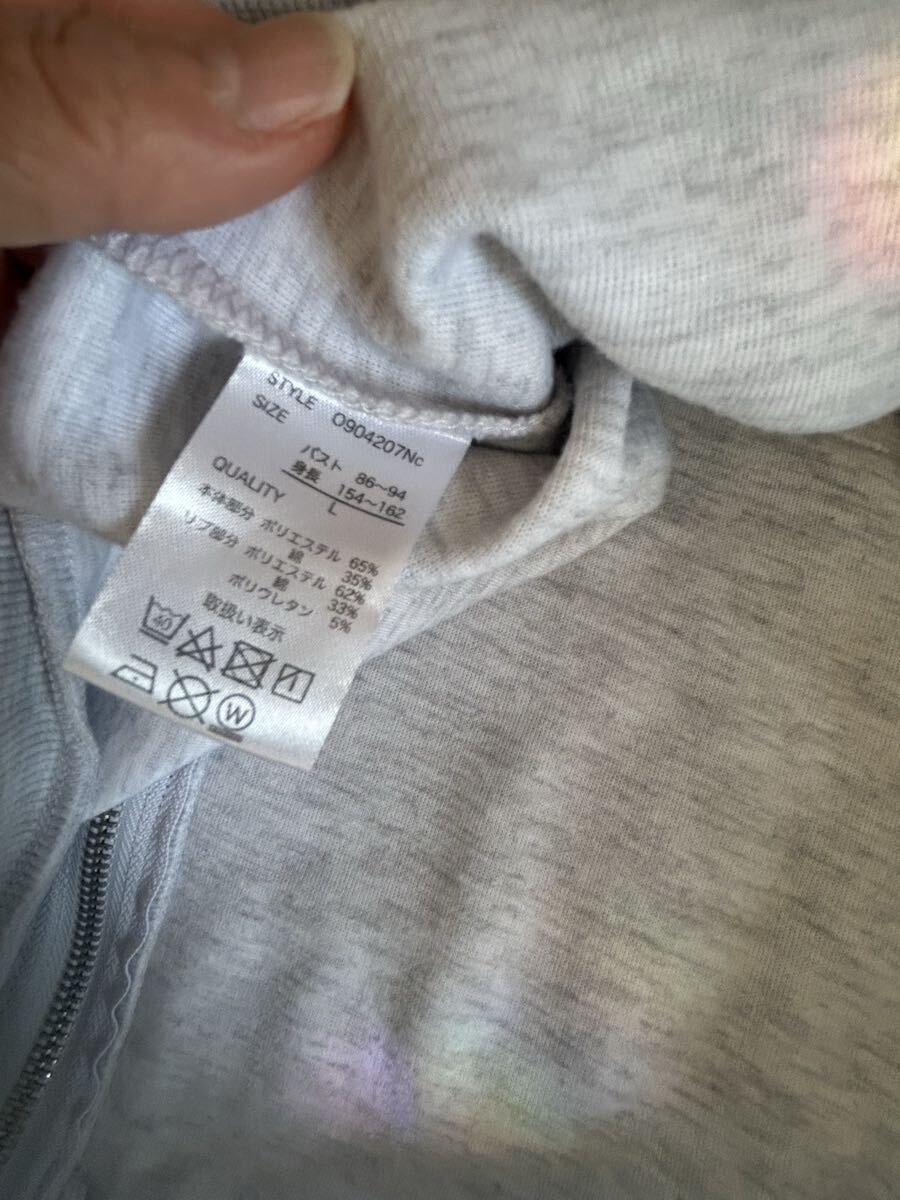 STYLE 0904207Nc
SIZE
バスト 86~94
身長 154~162
L
QUALITY
本体部分 ポリエステル 65%
綿 35%
リブ部分 ポリエステル 62%
綿 33%
ポリウレタン 5%
取扱い表示
40
W